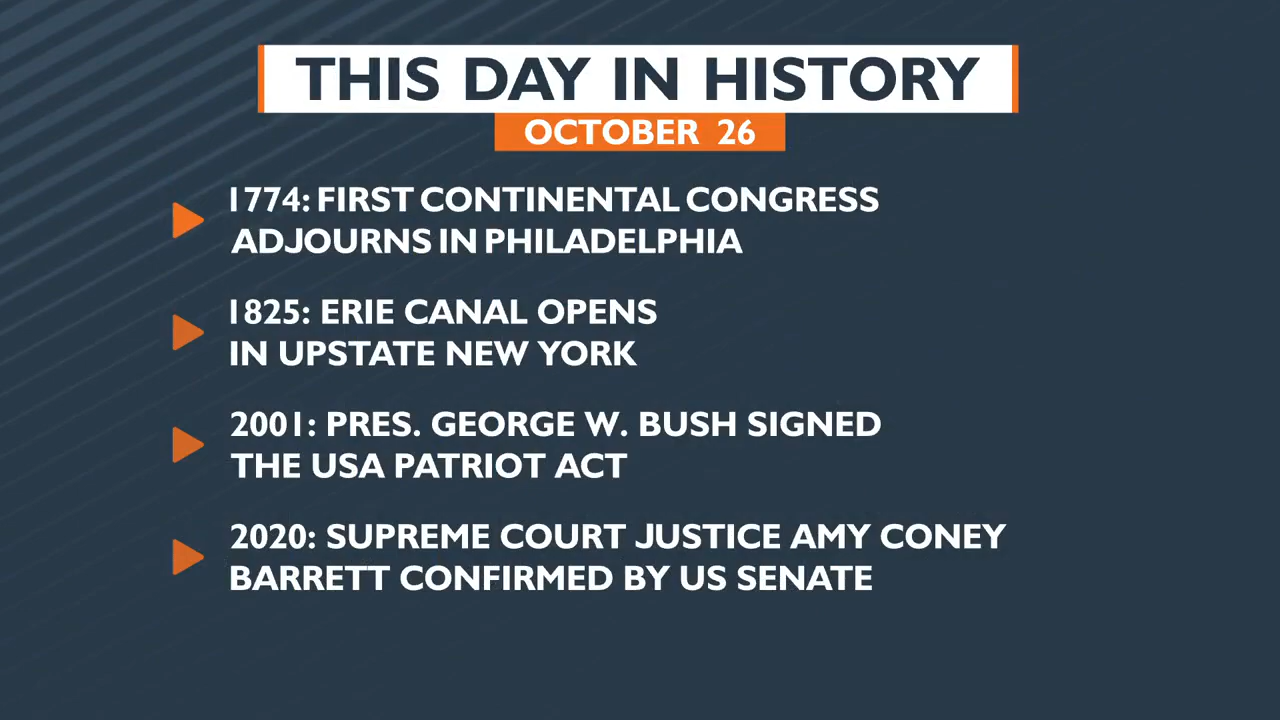 THIS DAY IN HISTORY
OCTOBER 26
1774: FIRST CONTINENTAL CONGRESS
ADJOURNS IN PHILADELPHIA
1825: ERIE CANAL OPENS
IN UPSTATE NEW YORK
2001: PRES. GEORGE W. BUSH SIGNED
THE USA PATRIOT ACT
2020: SUPREME COURT JUSTICE AMY CONEY
BARRETT CONFIRMED BY US SENATE